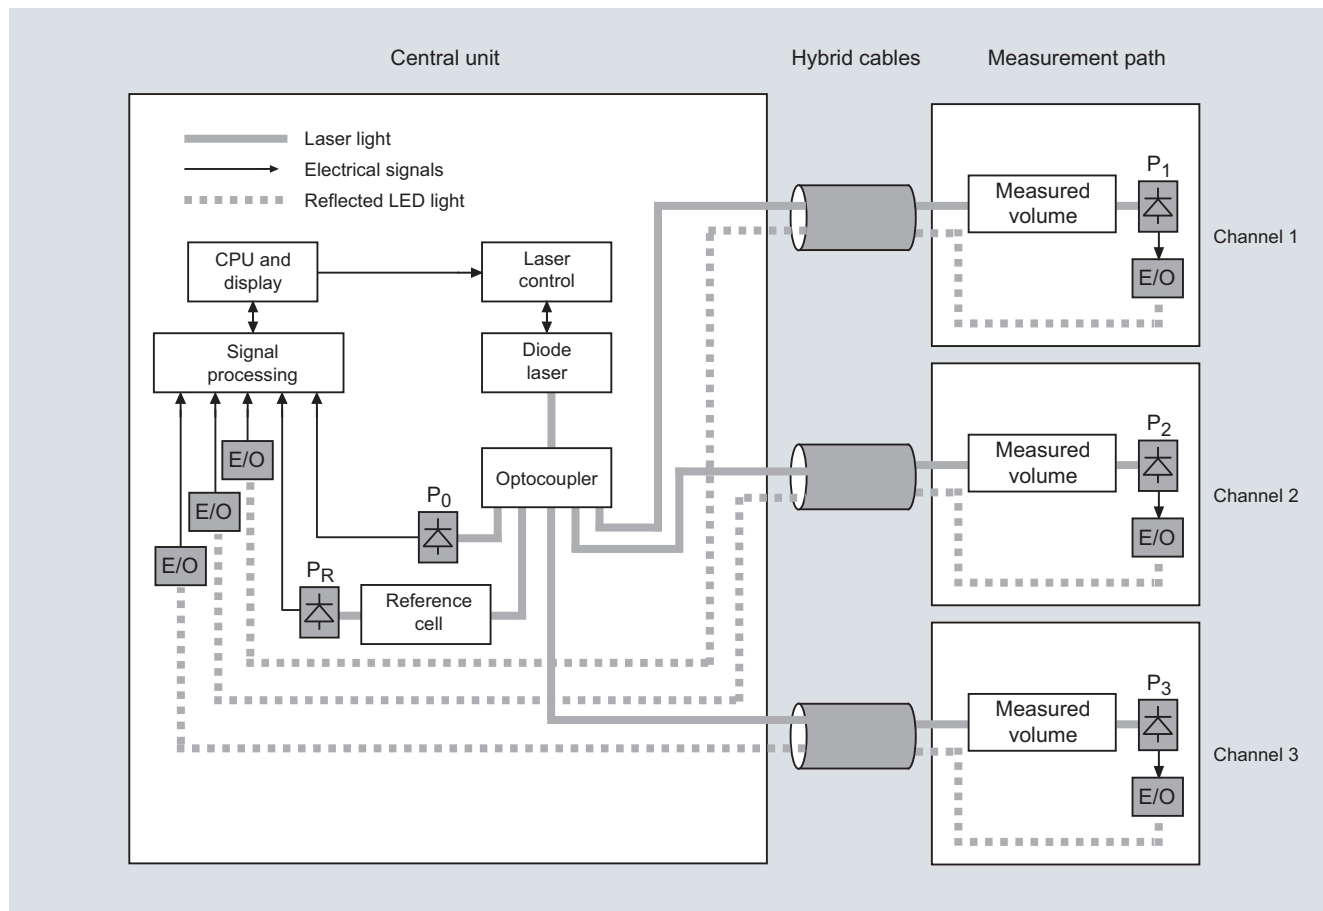 Central unit
Hybrid cables
Measurement path
Laser light
Electrical signals
Reflected LED light
CPU and
display
Laser
control
Signal
processing
Diode
laser
Optocoupler
E/O
E/O
E/O
P0
PR
Reference
cell
Measured
volume
P1
E/O
Channel 1
Measured
volume
P2
E/O
Channel 2
Measured
volume
P3
E/O
Channel 3